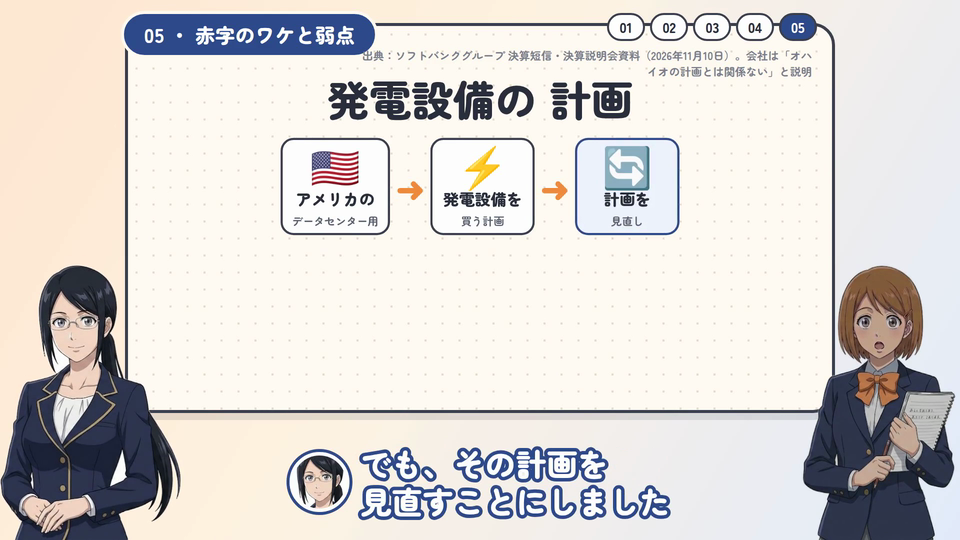 05 ・ 赤字のワケと弱点
01 02 03 04 05
出典：ソフトバンクグループ 決算短信・決算説明会資料（2026年11月10日）。会社は「オハ
イオの計画とは関係ない」と説明
発電設備の 計画
アメリカの
データセンター用
発電設備を
買う計画
計画を
見直し
でも、その計画を
見直すことにしました